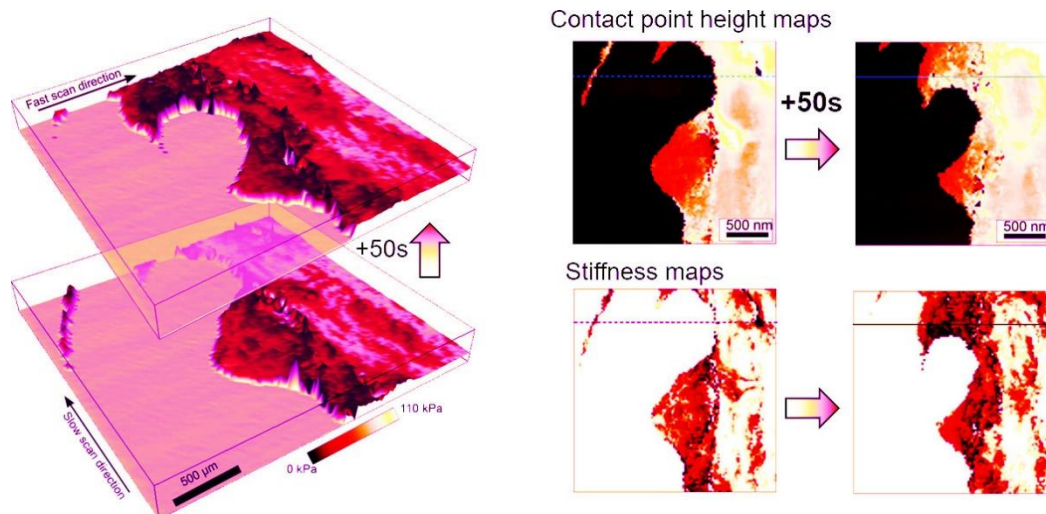 Fast scan direction
+50s
Slow scan direction
500 µm
0 kPa
110 kPa
Contact point height maps
+50s
500 nm
500 nm
Stiffness maps